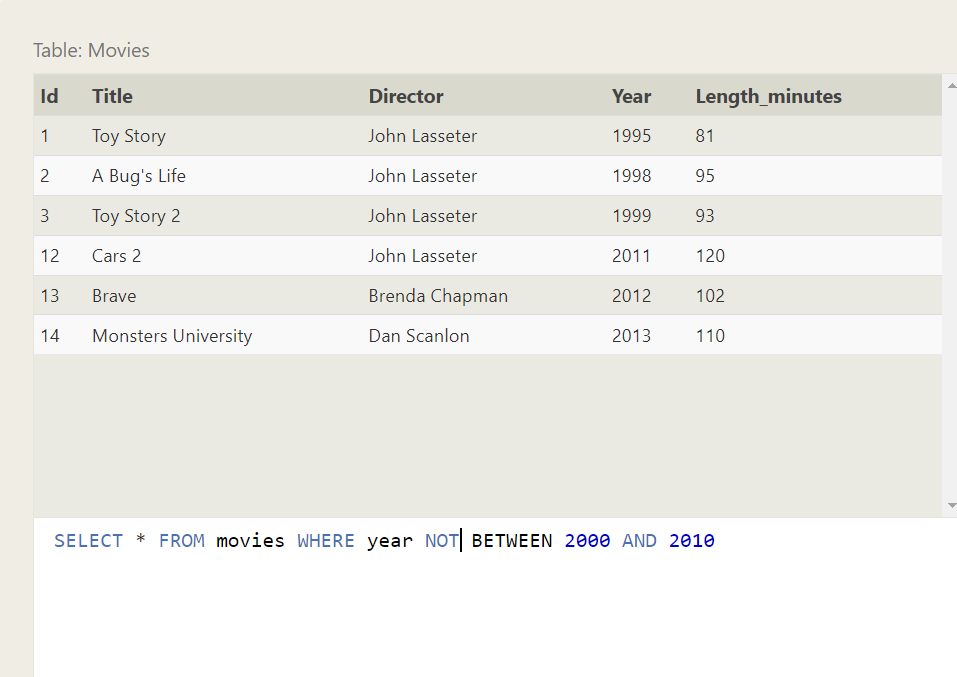 Table: Movies
Id Title Director Year Length_minutes
1 Toy Story John Lasseter 1995 81
2 A Bug's Life John Lasseter 1998 95
3 Toy Story 2 John Lasseter 1999 93
12 Cars 2 John Lasseter 2011 120
13 Brave Brenda Chapman 2012 102
14 Monsters University Dan Scanlon 2013 110
SELECT * FROM movies WHERE year NOT BETWEEN 2000 AND 2010